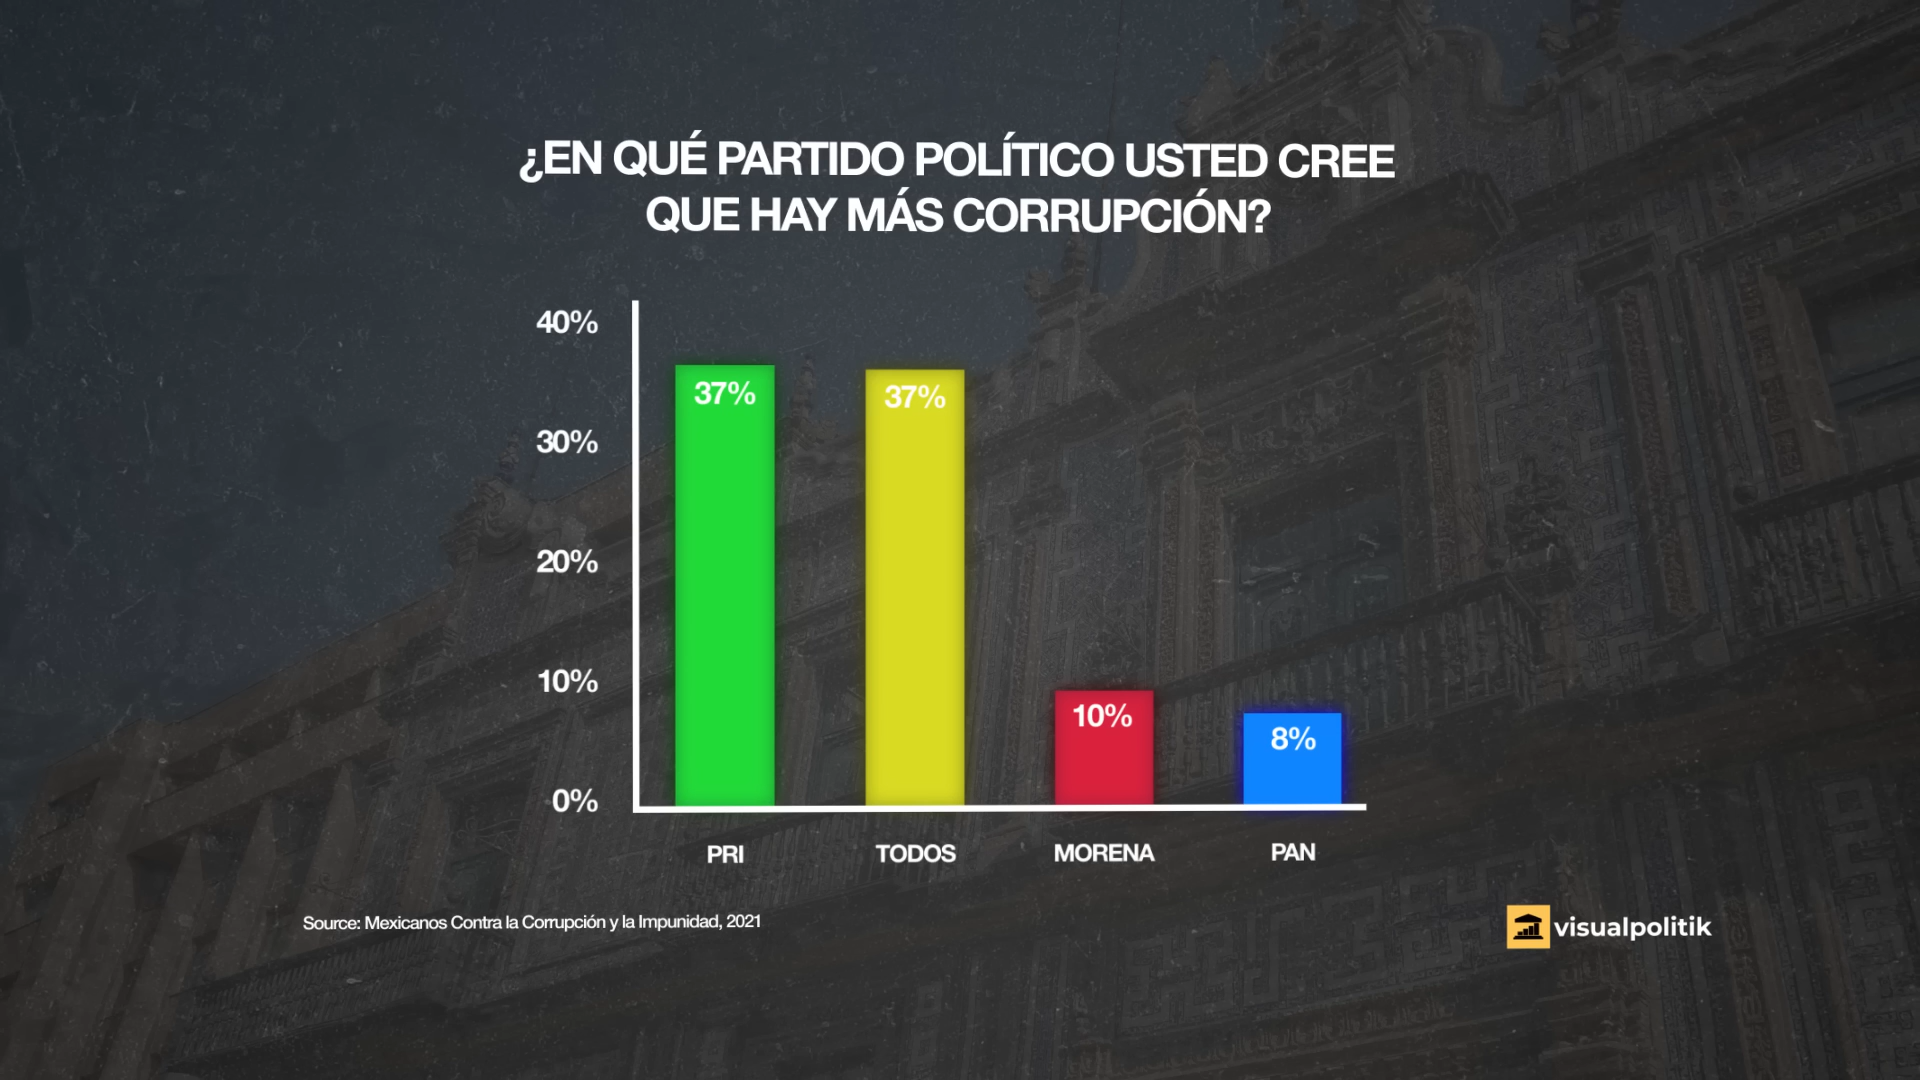 ¿EN QUÉ PARTIDO POLÍTICO USTED CREE
QUE HAY MÁS CORRUPCIÓN?
40%
30%
20%
10%
0%
37%
37%
10%
8%
PRI
TODOS
MORENA
PAN
Source: Mexicanos Contra la Corrupción y la Impunidad, 2021
visualpolitik